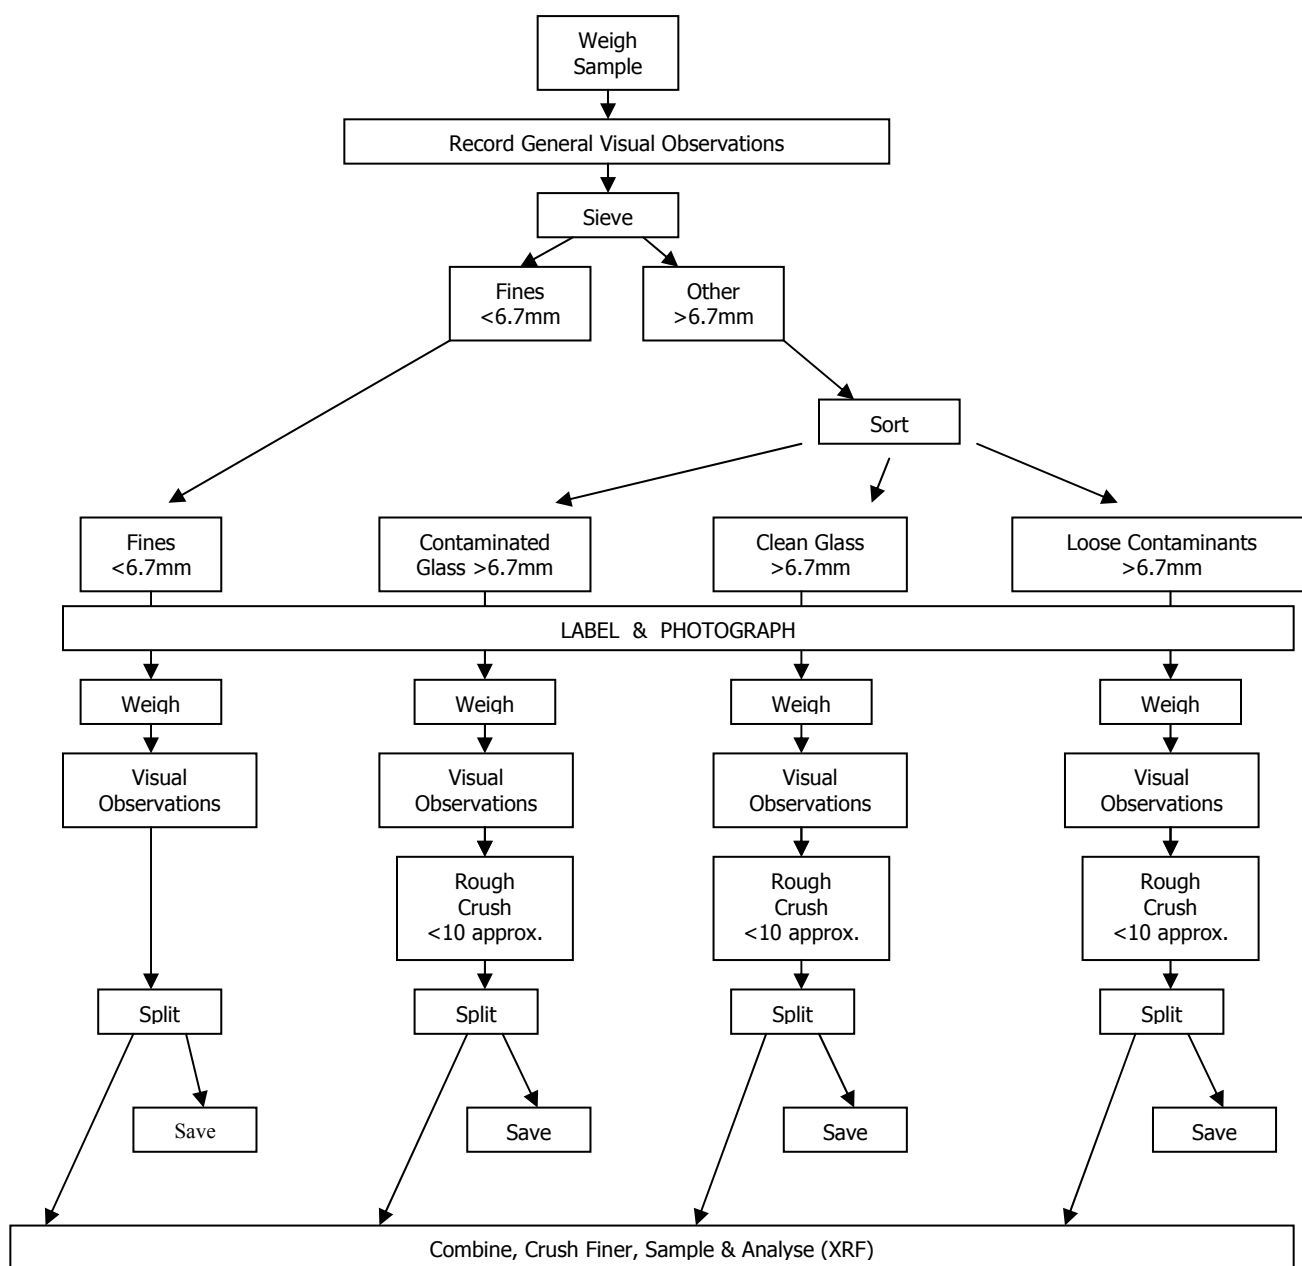 Weigh
Sample
Record General Visual Observations
Sieve
Fines
<6.7mm
Other
>6.7mm
Sort
Fines
<6.7mm
Contaminated
Glass >6.7mm
Clean Glass
>6.7mm
Loose Contaminants
>6.7mm
LABEL & PHOTOGRAPH
Weigh
Weigh
Weigh
Weigh
Visual
Observations
Visual
Observations
Visual
Observations
Visual
Observations
Rough
Crush
<10 approx.
Rough
Crush
<10 approx.
Rough
Crush
<10 approx.
Split
Split
Split
Split
Save
Save
Save
Save
Combine, Crush Finer, Sample & Analyse (XRF)